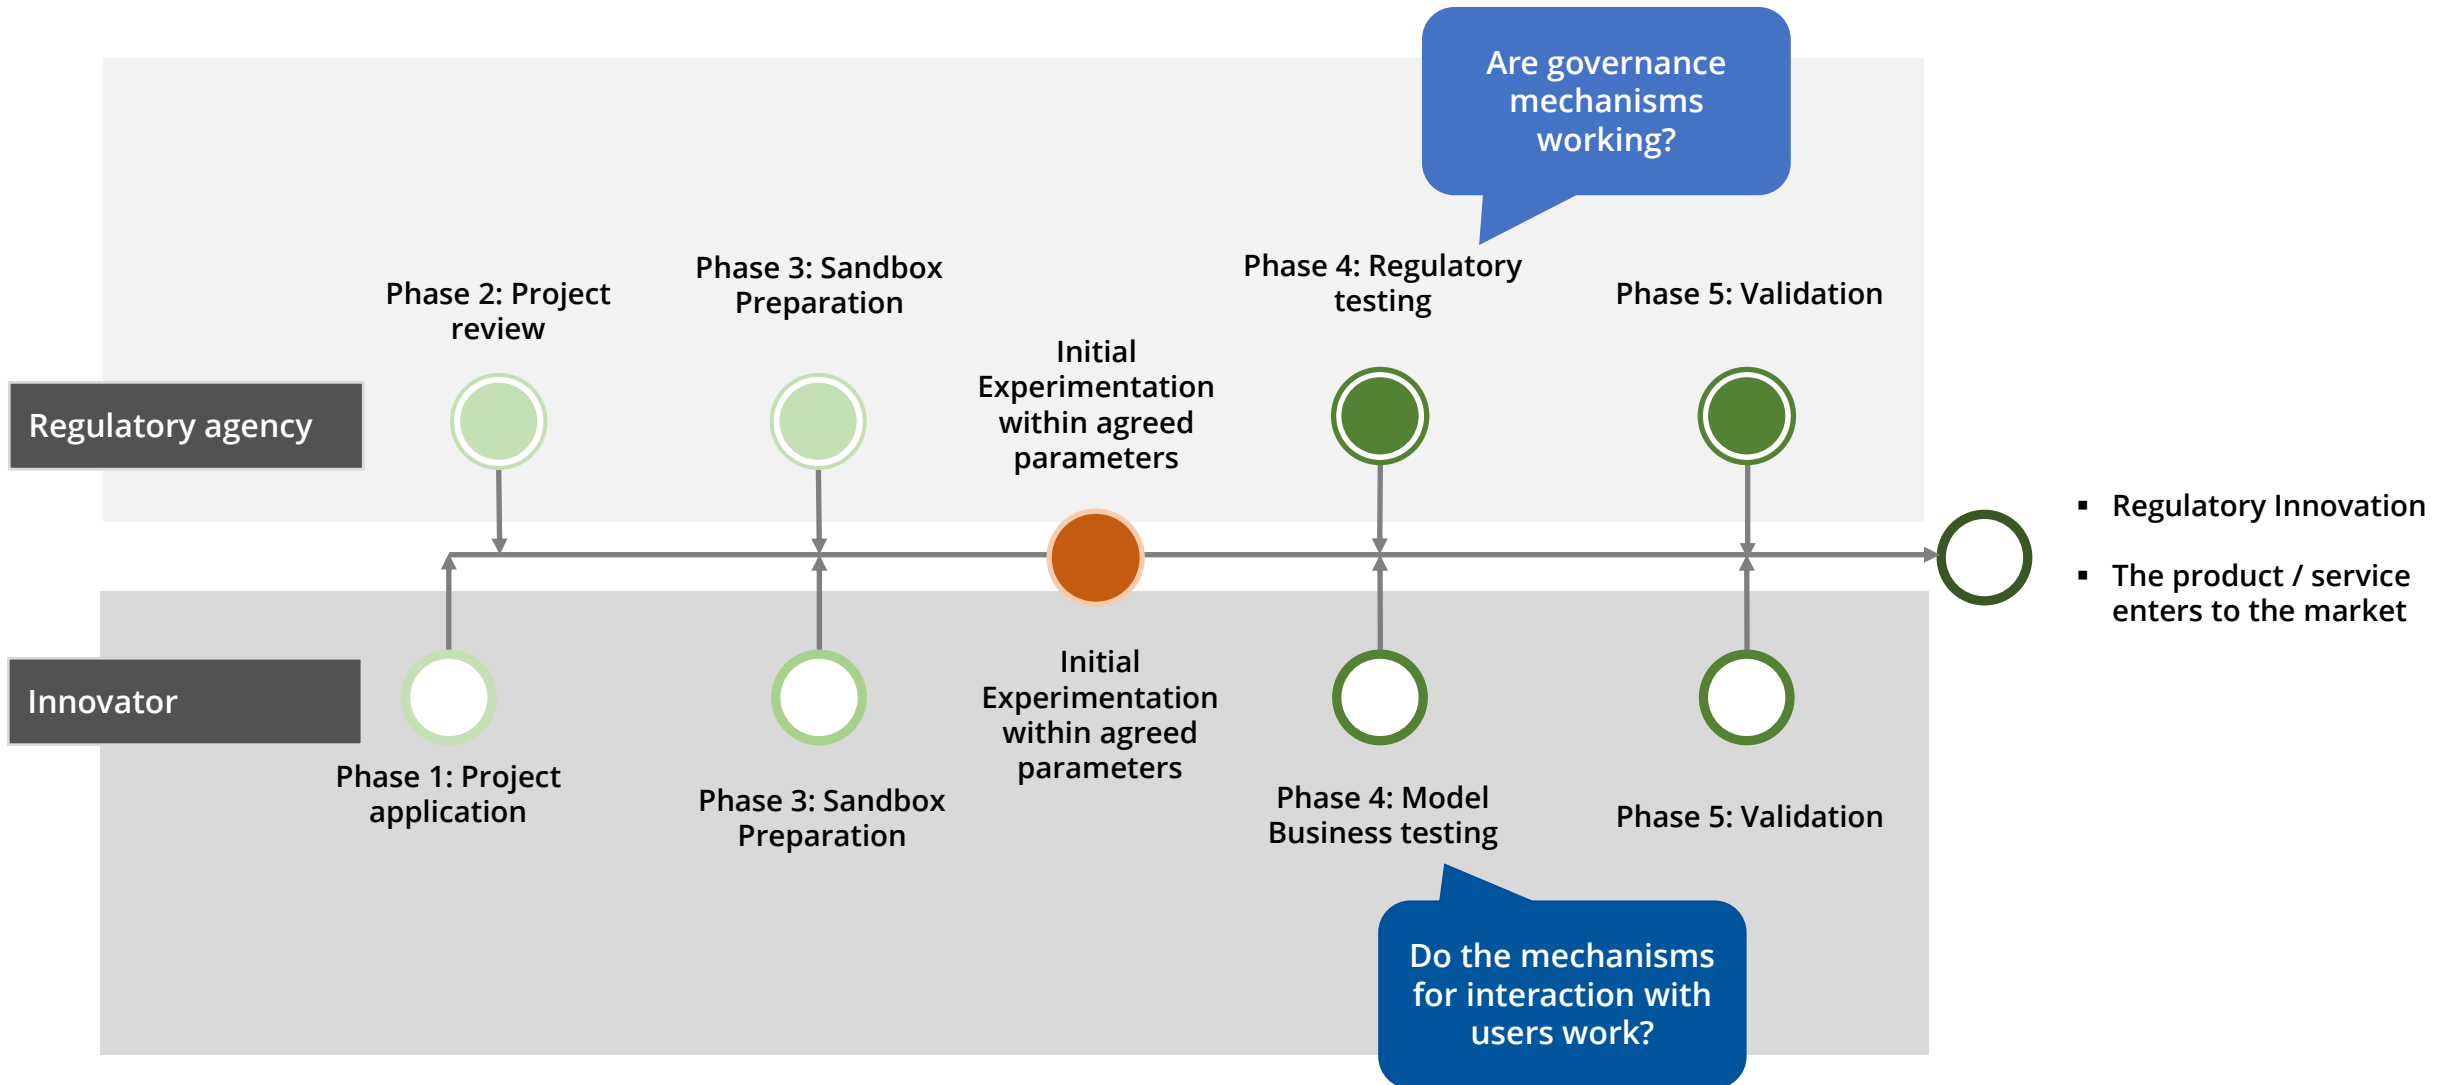 Are governance
mechanisms
working?
Phase 2: Project
review
Phase 3: Sandbox
Preparation
Phase 4: Regulatory
testing
Phase 5: Validation
Initial
Experimentation
within agreed
parameters
Regulatory agency
▪ Regulatory Innovation
▪ The product / service
enters to the market
Innovator
Phase 1: Project
application
Phase 3: Sandbox
Preparation
Initial
Experimentation
within agreed
parameters
Phase 4: Model
Business testing
Phase 5: Validation
Do the mechanisms
for interaction with
users work?